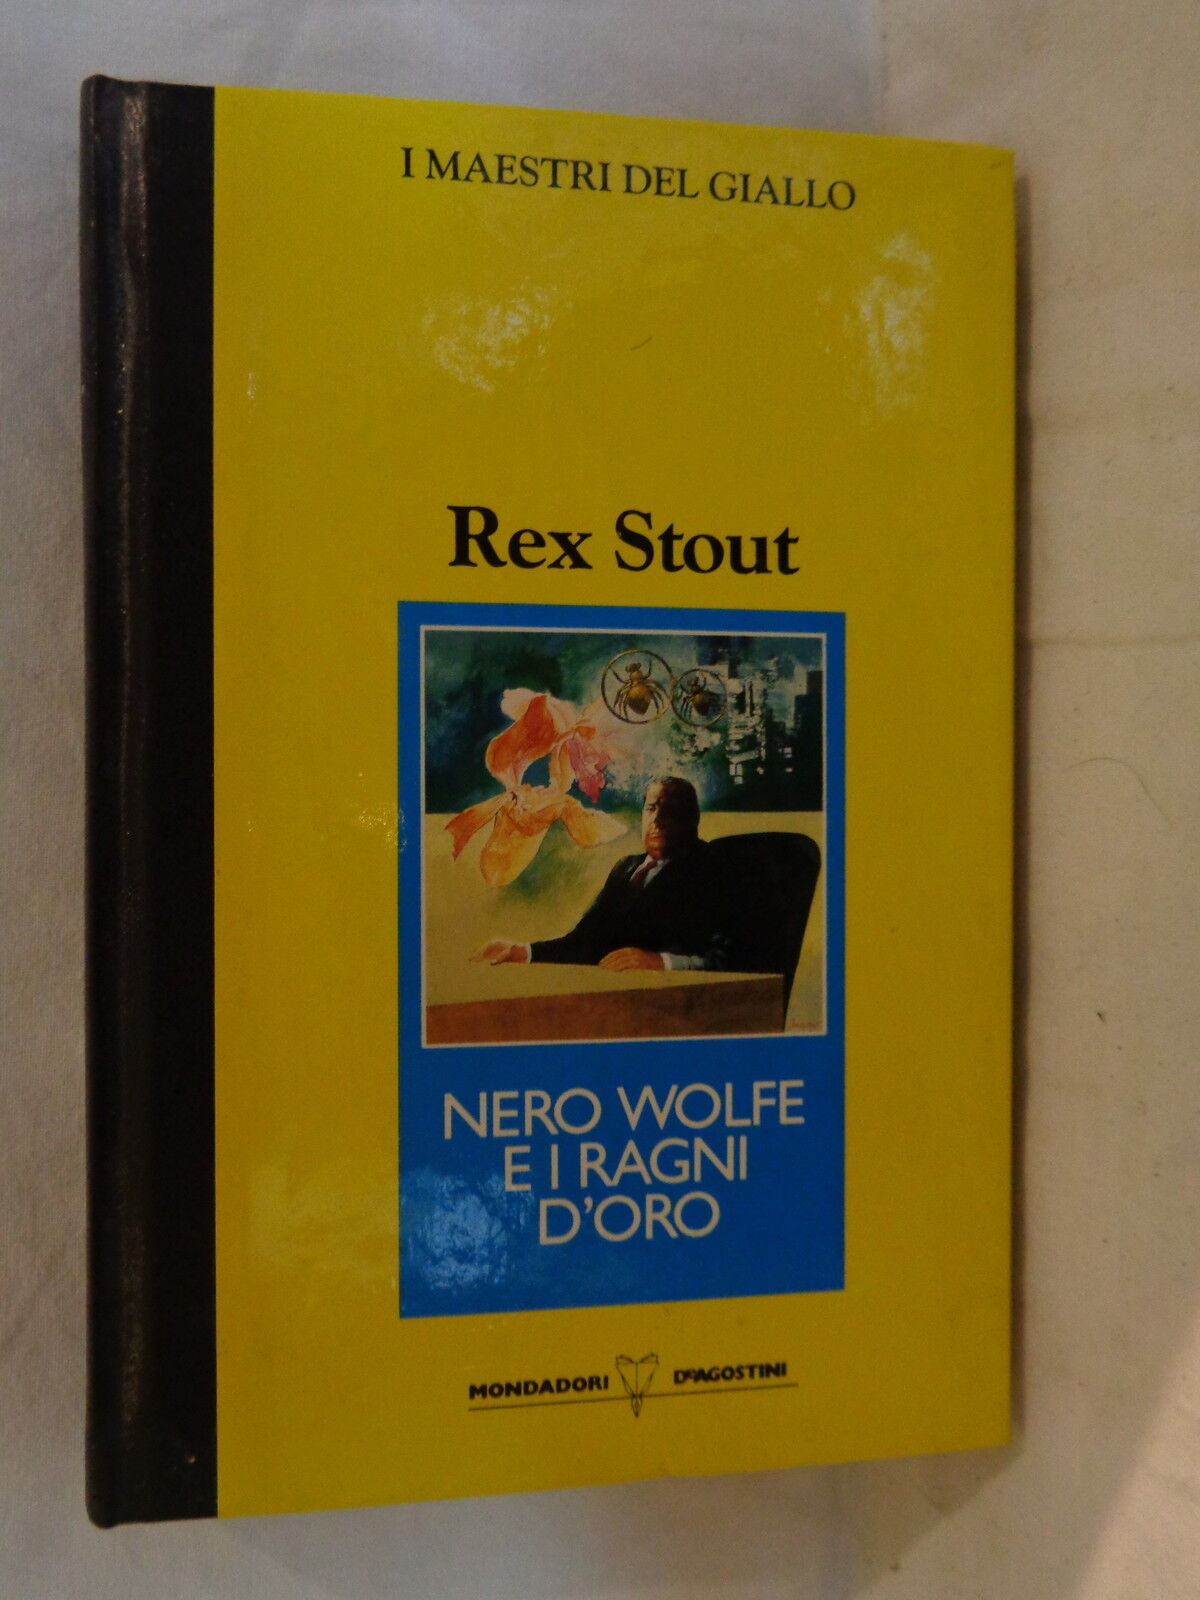 I MAESTRI DEL GIALLO
Rex Stout
NERO WOLFE
E I RAGNI
D'ORO
MONDADORI DeAGOSTINI